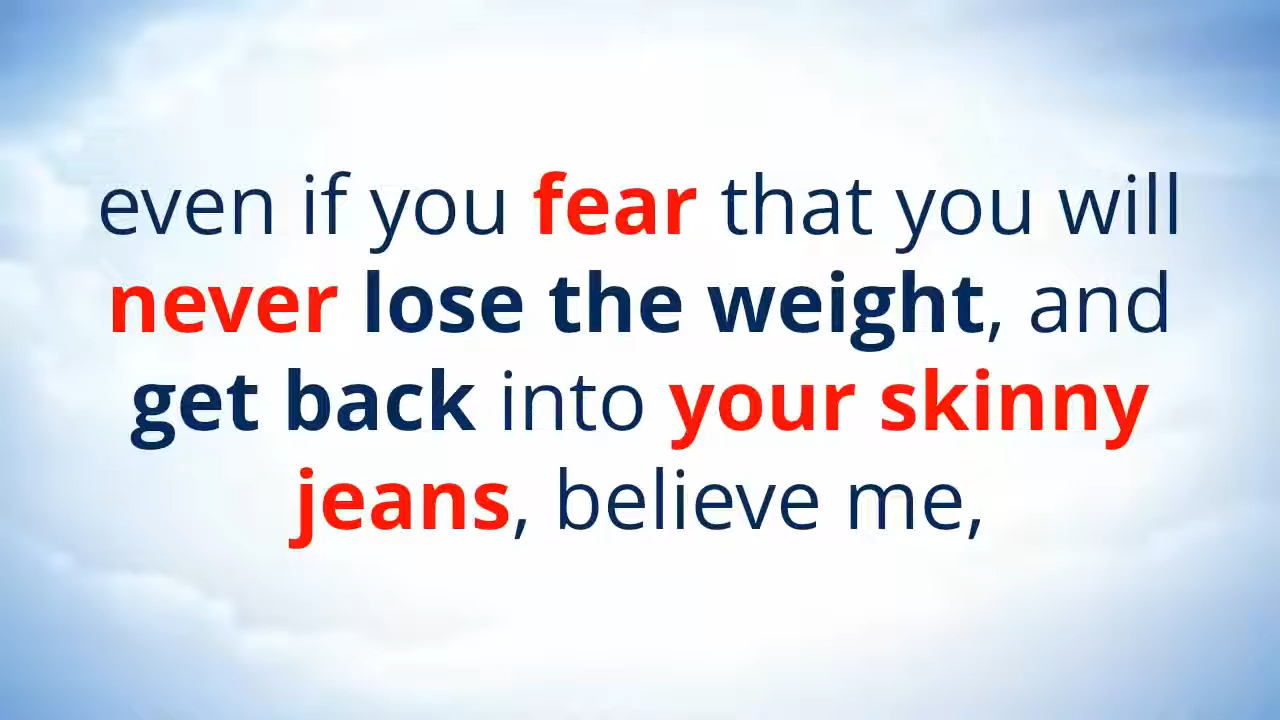 even if you fear that you will
never lose the weight, and
get back into your skinny
jeans, believe me,